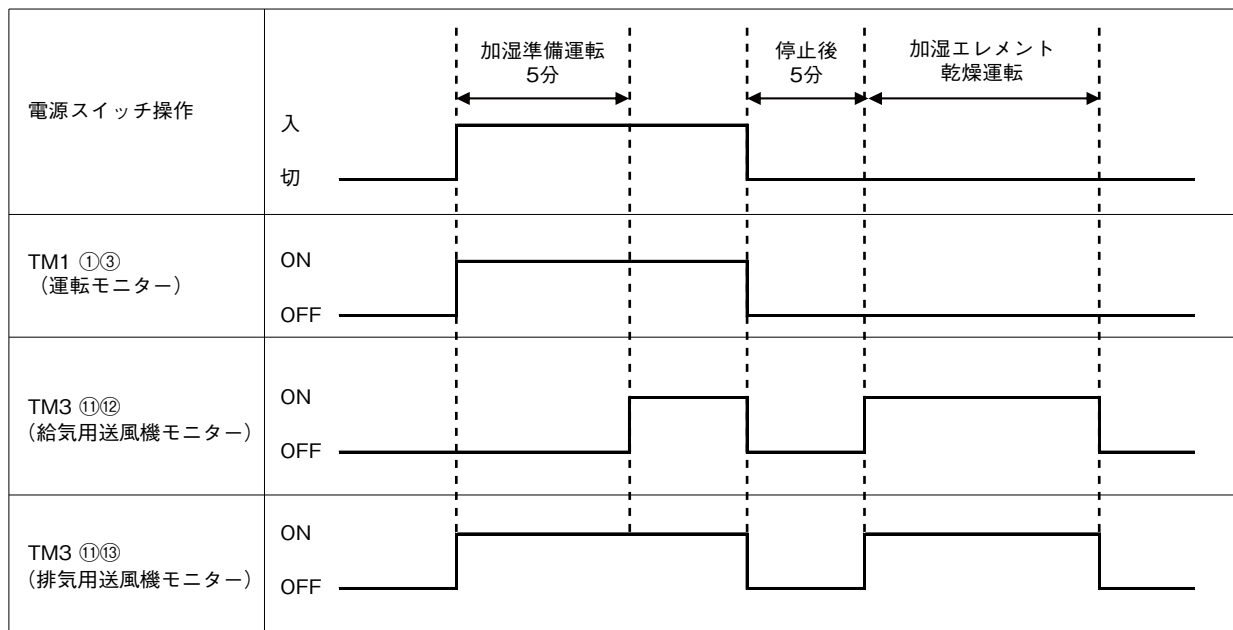 加湿準備運転
5分
停止後
5分
加湿エレメント
乾燥運転
電源スイッチ操作
入
切
TM1 ①③
（運転モニター）
ON
OFF
TM3 ⑪⑫
（給気用送風機モニター）
ON
OFF
TM3 ⑪⑬
（排気用送風機モニター）
ON
OFF